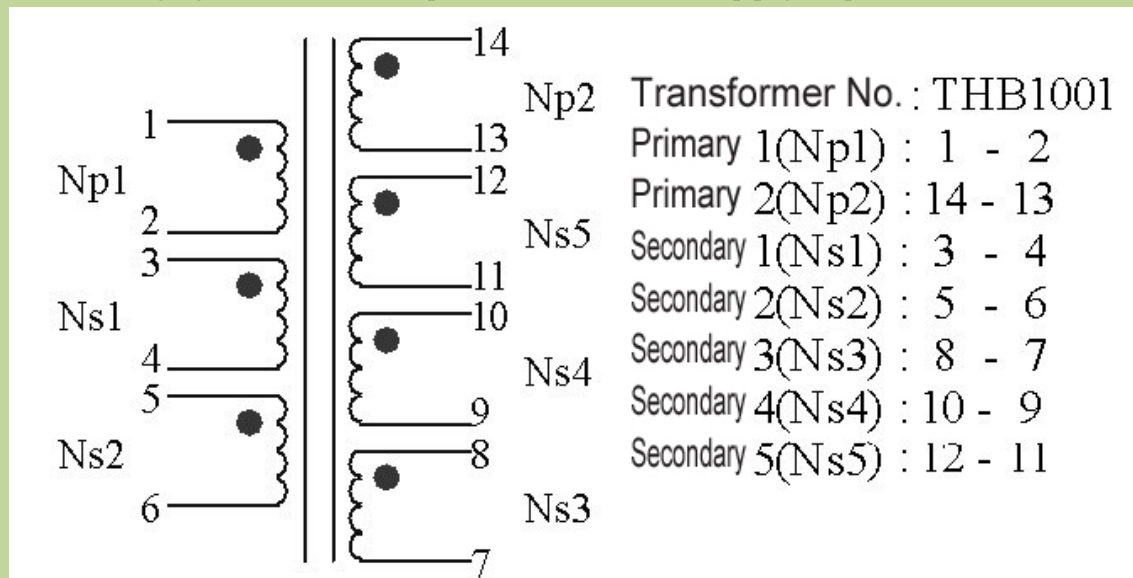 14
Np2
13
1
Np1
2
12
Ns5
11
3
Ns1
4
10
Ns4
9
5
Ns2
6
8
Ns3
7
Transformer No. : THB1001
Primary 1(Np1) : 1 - 2
Primary 2(Np2) : 14 - 13
Secondary 1(Ns1) : 3 - 4
Secondary 2(Ns2) : 5 - 6
Secondary 3(Ns3) : 8 - 7
Secondary 4(Ns4) : 10 - 9
Secondary 5(Ns5) : 12 - 11